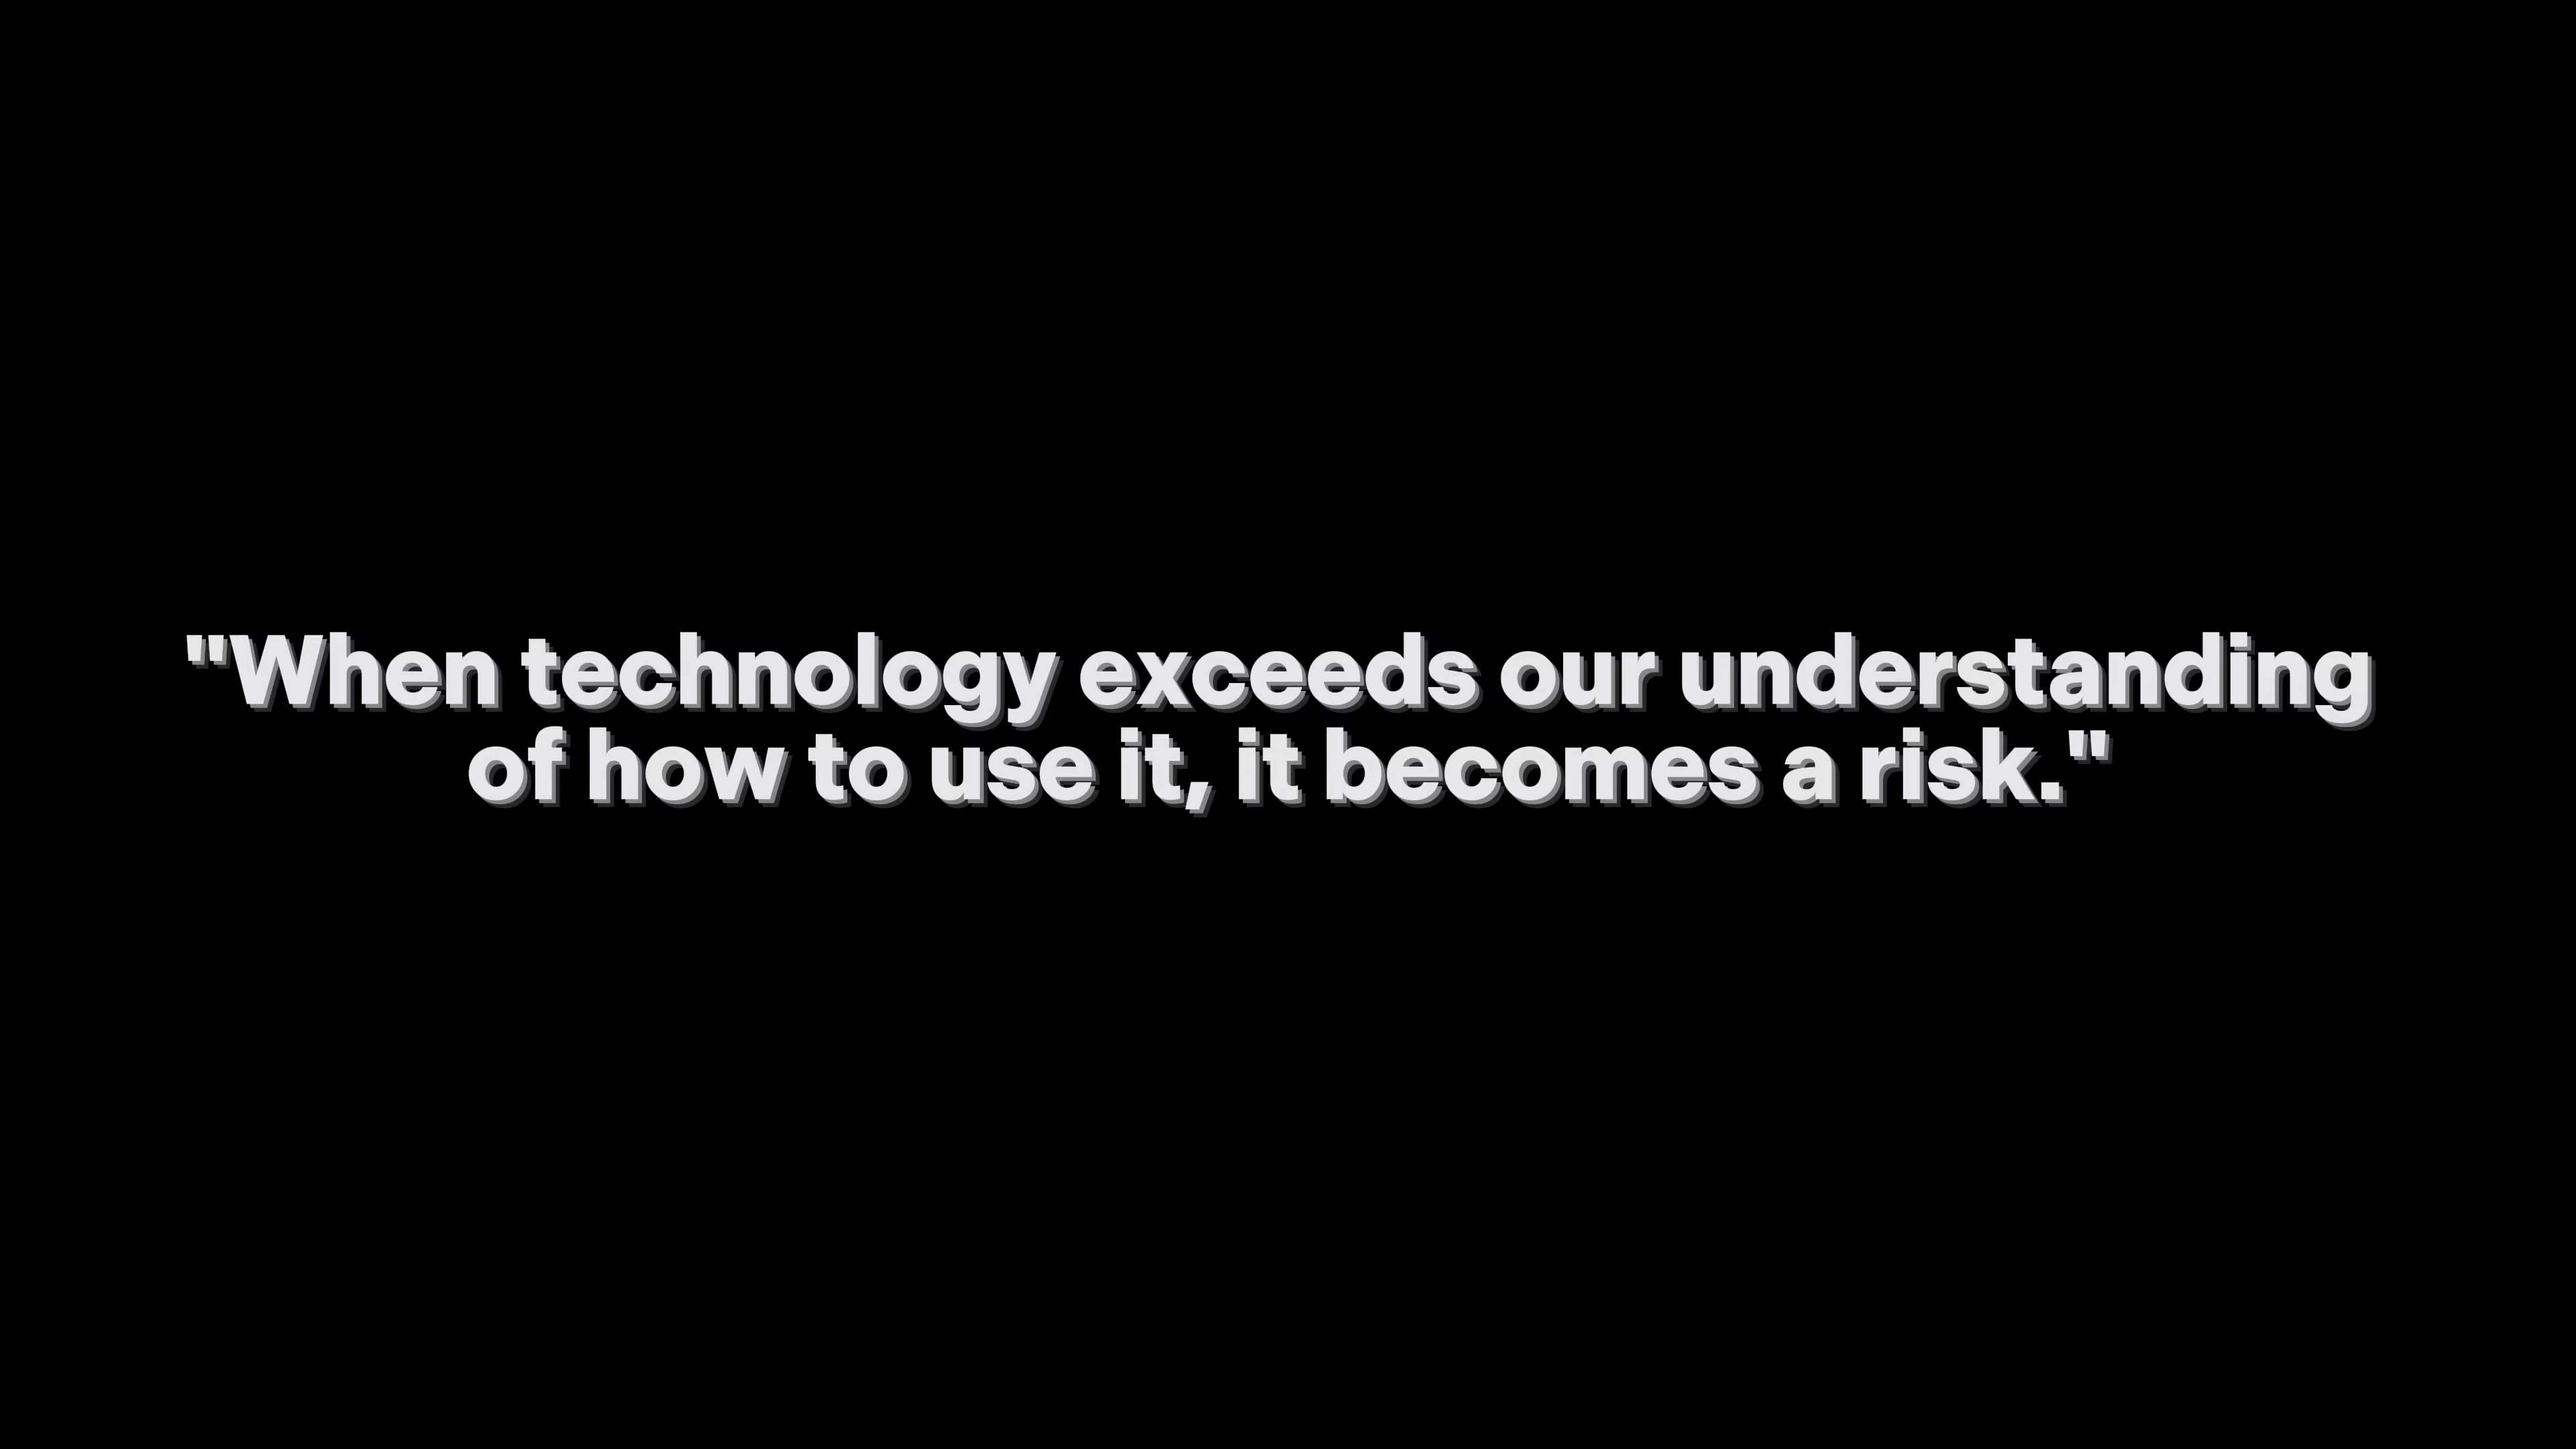 "When technology exceeds our understanding
of how to use it, it becomes a risk."